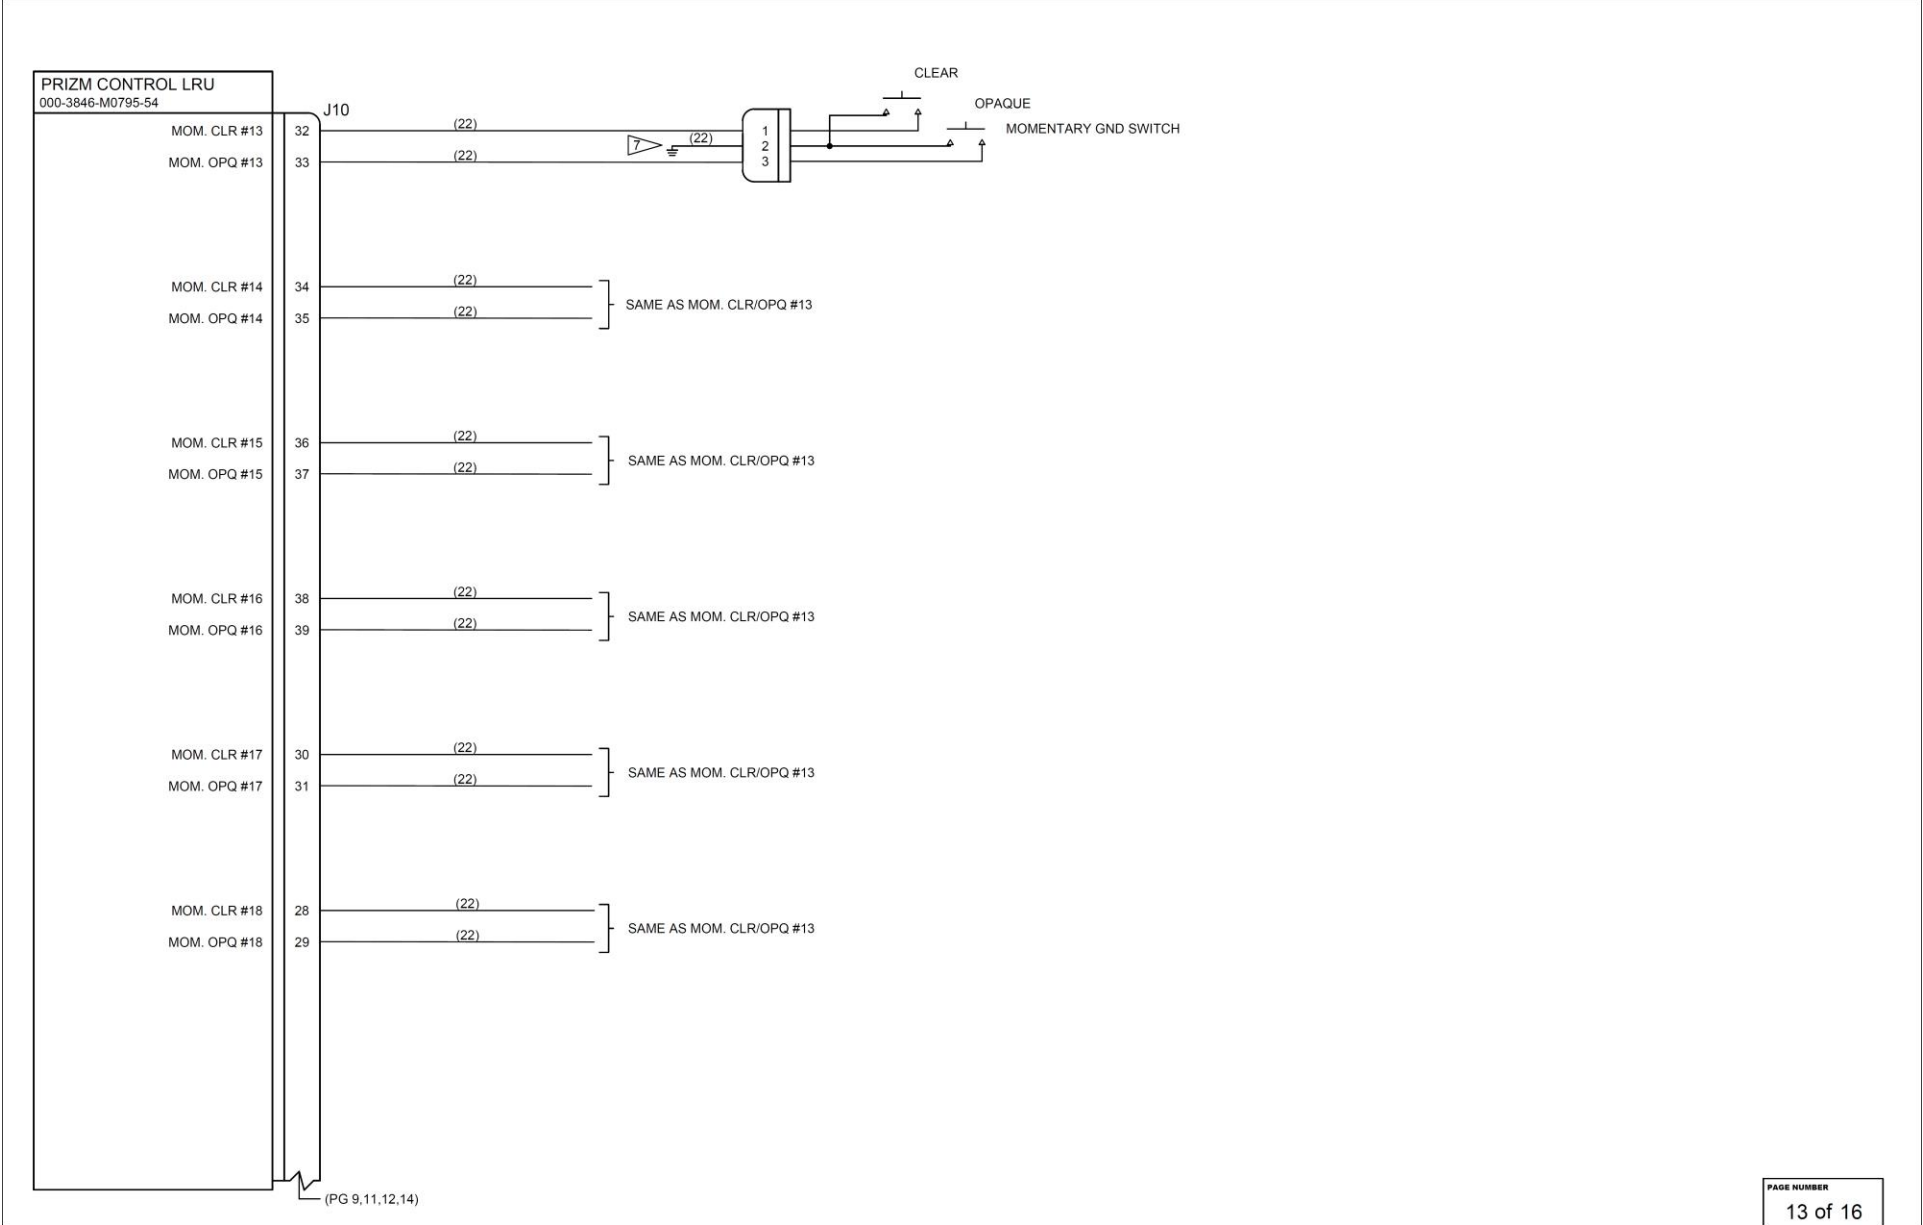 PRIZM CONTROL LRU
000-3846-M0795-54
J10
CLEAR
OPAQUE
MOMENTARY GND SWITCH
MOM. CLR #13 32 (22) 1
7 (22) 2
MOM. OPQ #13 33 (22) 3
MOM. CLR #14 34 (22)
SAME AS MOM. CLR/OPQ #13
MOM. OPQ #14 35 (22)
MOM. CLR #15 36 (22)
SAME AS MOM. CLR/OPQ #13
MOM. OPQ #15 37 (22)
MOM. CLR #16 38 (22)
SAME AS MOM. CLR/OPQ #13
MOM. OPQ #16 39 (22)
MOM. CLR #17 30 (22)
SAME AS MOM. CLR/OPQ #13
MOM. OPQ #17 31 (22)
MOM. CLR #18 28 (22)
SAME AS MOM. CLR/OPQ #13
MOM. OPQ #18 29 (22)
(PG 9,11,12,14)
PAGE NUMBER
13 of 16